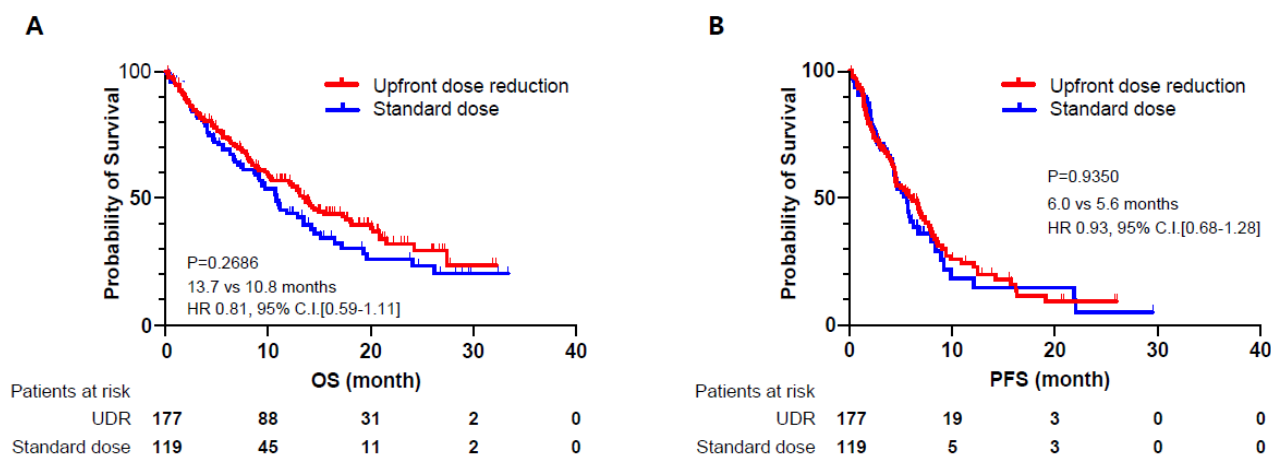 A
Probability of Survival
100
50
0
Upfront dose reduction
Standard dose
P=0.2686
13.7 vs 10.8 months
HR 0.81, 95% C.I.[0.59-1.11]
0 10 20 30 40
OS (month)
Patients at risk
UDR 177 88 31 2 0
Standard dose 119 45 11 2 0
B
Probability of Survival
100
50
0
Upfront dose reduction
Standard dose
P=0.9350
6.0 vs 5.6 months
HR 0.93, 95% C.I.[0.68-1.28]
0 10 20 30 40
PFS (month)
Patients at risk
UDR 177 19 3 0 0
Standard dose 119 5 3 0 0